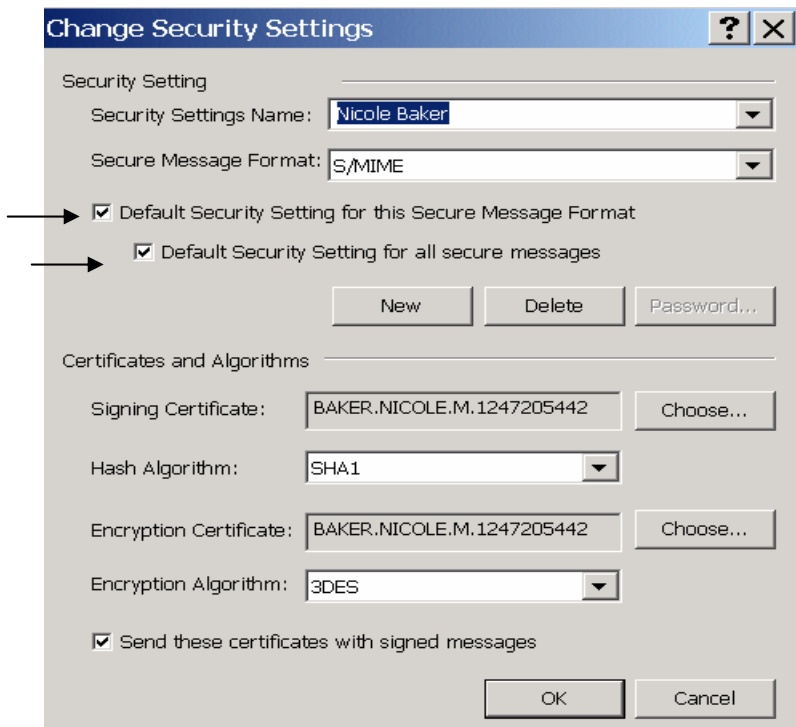 Change Security Settings
Security Setting
Security Settings Name: Nicole Baker
Secure Message Format: S/MIME
Default Security Setting for this Secure Message Format
Default Security Setting for all secure messages
New Delete Password...
Certificates and Algorithms
Signing Certificate: BAKER.NICOLE.M.1247205442 Choose...
Hash Algorithm: SHA1
Encryption Certificate: BAKER.NICOLE.M.1247205442 Choose...
Encryption Algorithm: 3DES
Send these certificates with signed messages
OK Cancel